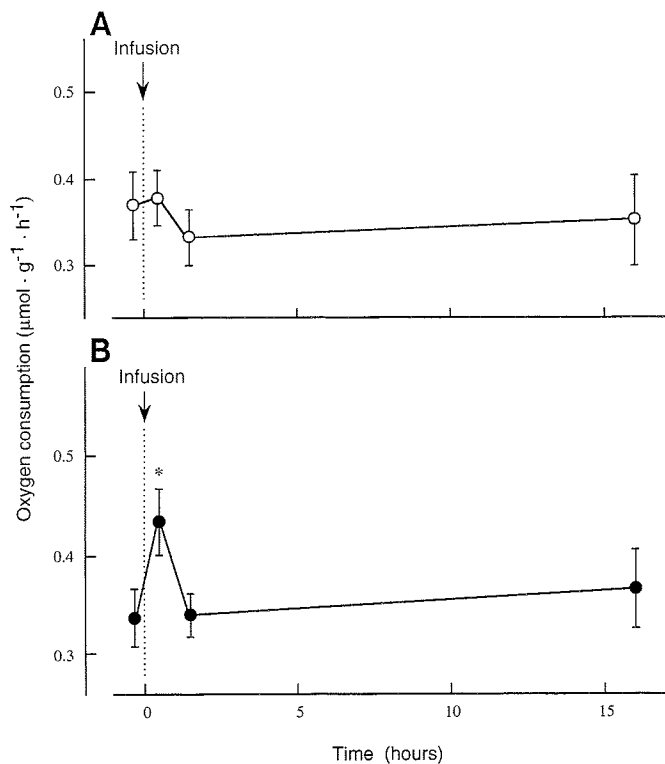 A
Infusion
0.5
0.4
0.3
B
Infusion
*
0.5
0.4
0.3
0 5 10 15
Time (hours)
Oxygen consumption (µmol · g⁻¹ · h⁻¹)